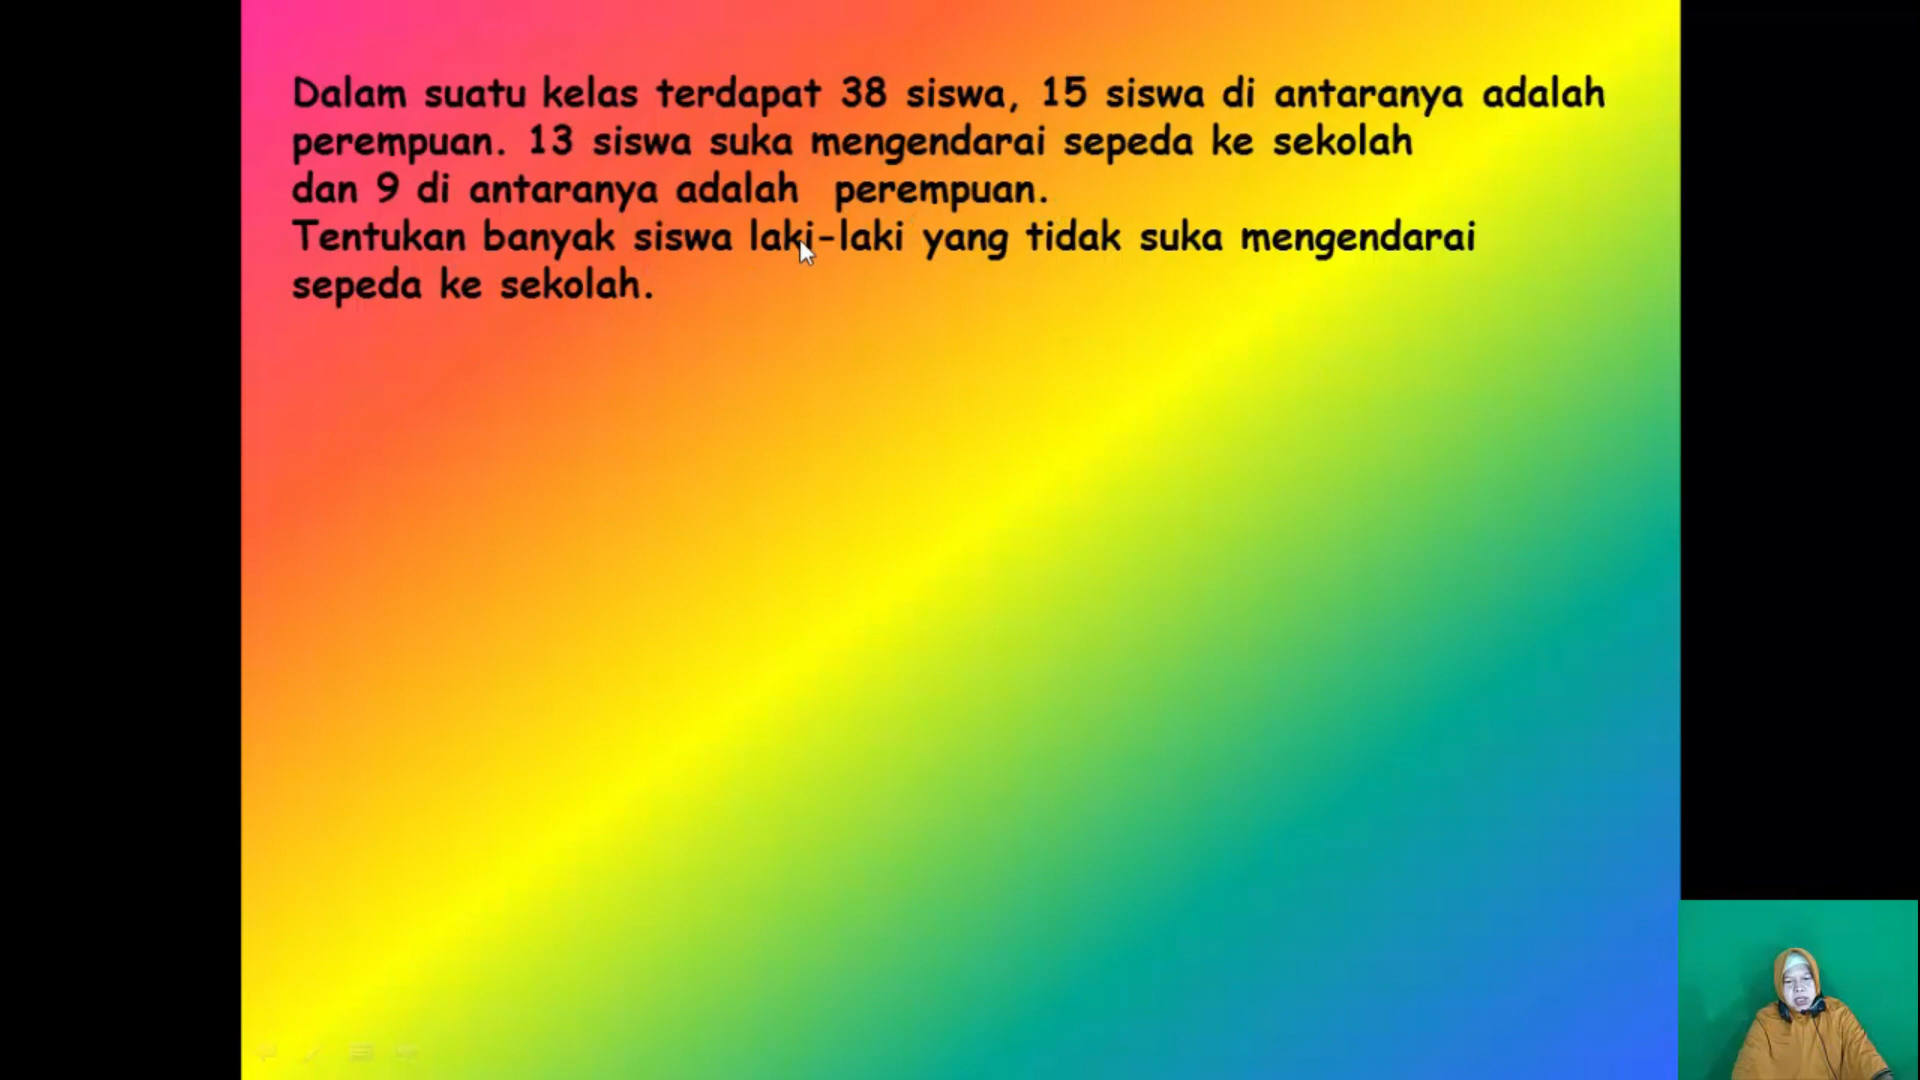 Dalam suatu kelas terdapat 38 siswa, 15 siswa di antaranya adalah
perempuan. 13 siswa suka mengendarai sepeda ke sekolah
dan 9 di antaranya adalah perempuan.
Tentukan banyak siswa laki-laki yang tidak suka mengendarai
sepeda ke sekolah.